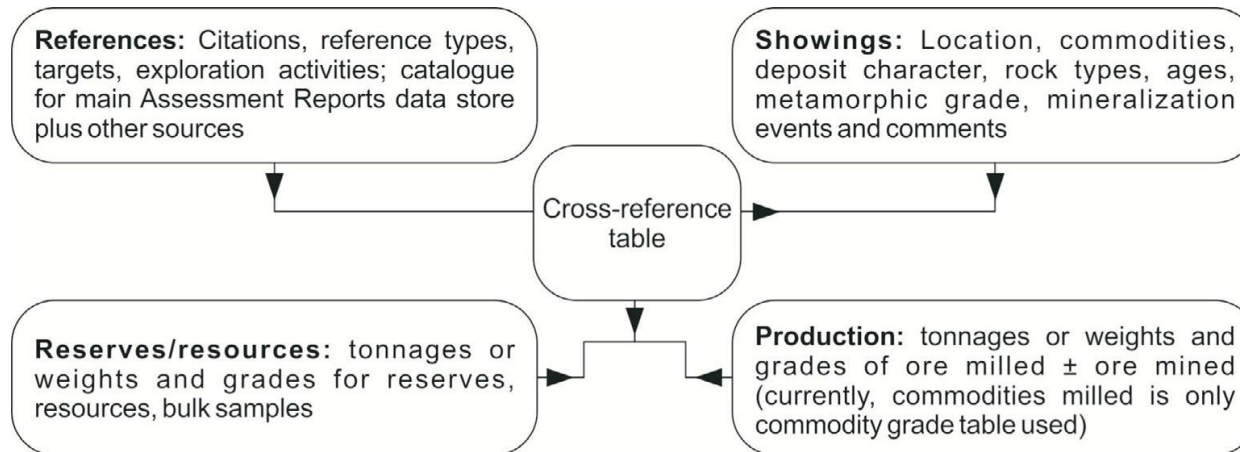 References: Citations, reference types,
targets, exploration activities; catalogue
for main Assessment Reports data store
plus other sources
Showings: Location, commodities,
deposit character, rock types, ages,
metamorphic grade, mineralization
events and comments
Cross-reference
table
Reserves/resources: tonnages or
weights and grades for reserves,
resources, bulk samples
Production: tonnages or weights and
grades of ore milled ± ore mined
(currently, commodities milled is only
commodity grade table used)